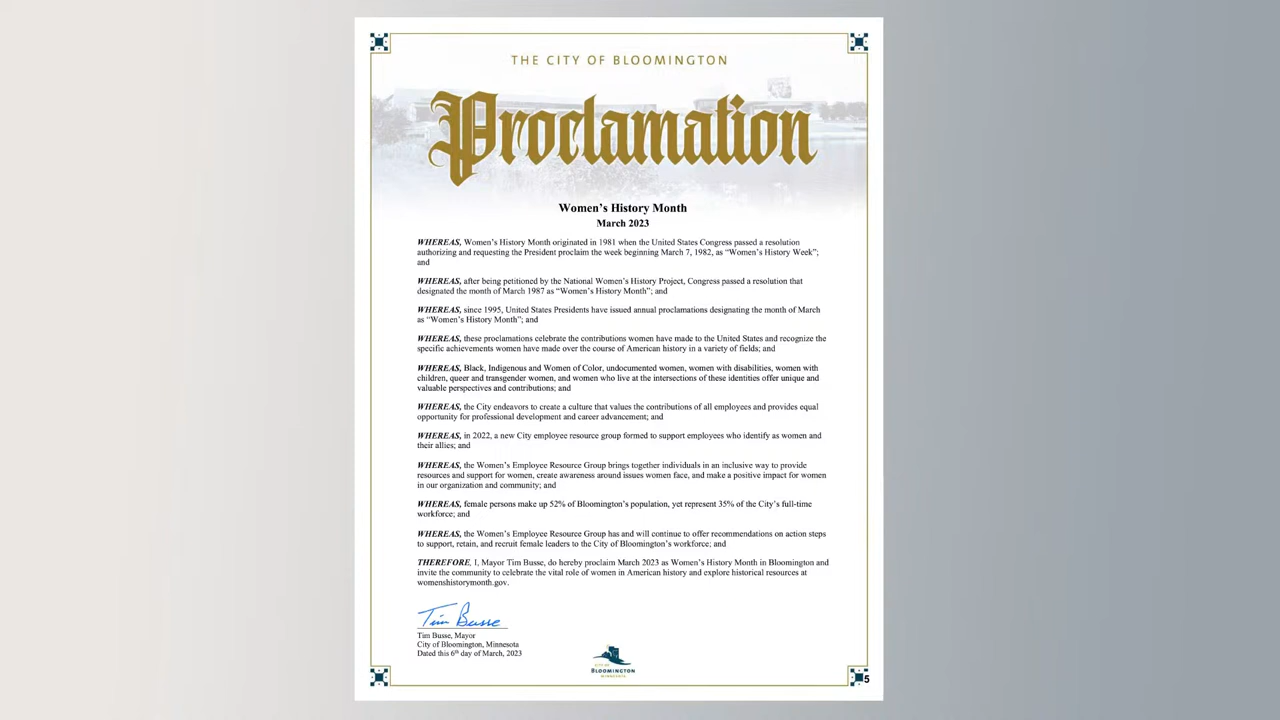 THE CITY OF BLOOMINGTON
Proclamation
Women's History Month
March 2023
WHEREAS, Women's History Month originated in 1981 when the United States Congress passed a resolution
authorizing and requesting the President proclaim the week beginning March 7, 1982, as “Women's History Week”;
and
WHEREAS, after being petitioned by the National Women's History Project, Congress passed a resolution that
designated the month of March 1987 as “Women's History Month”; and
WHEREAS, since 1995, United States Presidents have issued annual proclamations designating the month of March
as “Women's History Month”; and
WHEREAS, these proclamations celebrate the contributions women have made to the United States and recognize the
specific achievements women have made over the course of American history in a variety of fields; and
WHEREAS, Black, Indigenous and Women of Color, undocumented women, women with disabilities, women with
children, queer and transgender women, and women who live at the intersections of these identities offer unique and
valuable perspectives and contributions; and
WHEREAS, the City endeavors to create a culture that values the contributions of all employees and provides equal
opportunity for professional development and career advancement; and
WHEREAS, in 2022, a new City employee resource group formed to support employees who identify as women and
their allies; and
WHEREAS, the Women's Employee Resource Group brings together individuals in an inclusive way to provide
resources and support for women, create awareness around issues women face, and make a positive impact for women
in our organization and community; and
WHEREAS, female persons make up 52% of Bloomington's population, yet represent 35% of the City's full-time
workforce; and
WHEREAS, the Women's Employee Resource Group has and will continue to offer recommendations on action steps
to support, retain, and recruit female leaders to the City of Bloomington's workforce; and
THEREFORE, I, Mayor Tim Busse, do hereby proclaim March 2023 as Women's History Month in Bloomington and
invite the community to celebrate the vital role of women in American history and explore historical resources at
womenshistorymonth.gov.
Tim Busse
Tim Busse, Mayor
City of Bloomington, Minnesota
Dated this 6th day of March, 2023
CITY OF
BLOOMINGTON
MINNESOTA
5